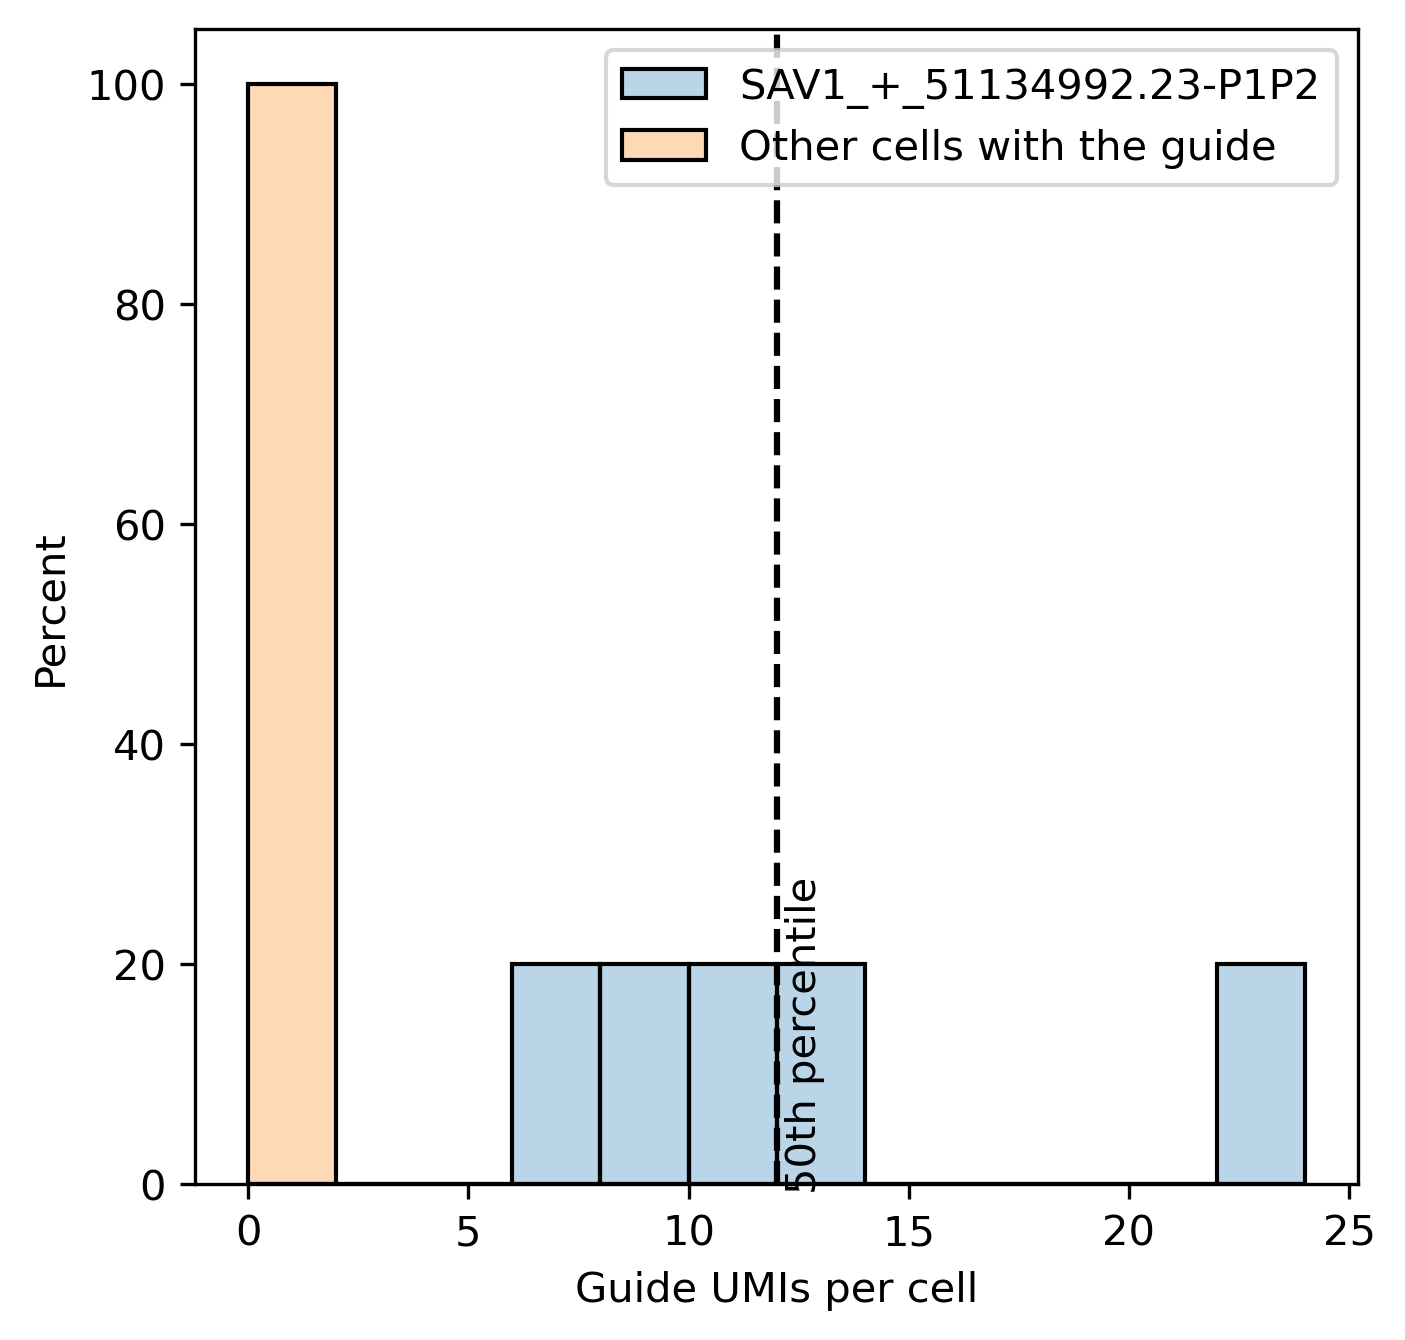 SAV1_+_51134992.23-P1P2
Other cells with the guide
100
80
60
40
20
0
Percent
50th percentile
0 5 10 15 20 25
Guide UMIs per cell